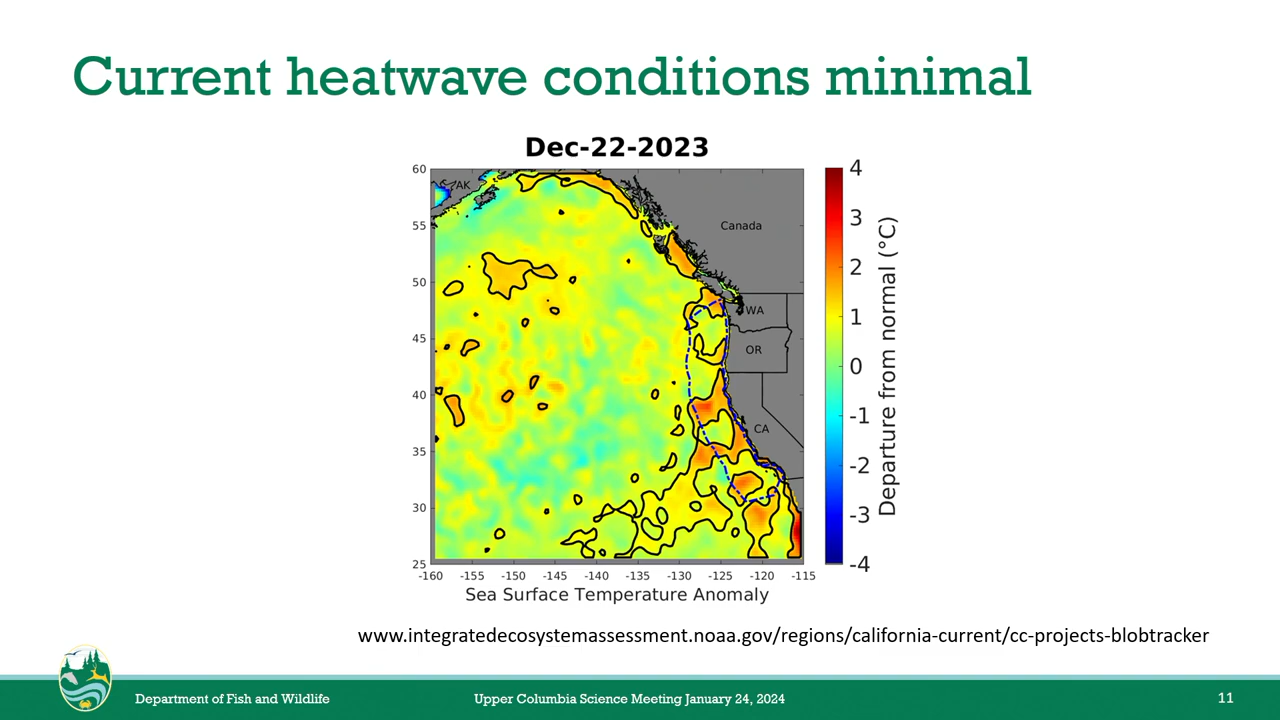 Current heatwave conditions minimal
Dec-22-2023
60
55
50
45
40
35
30
25
-160 -155 -150 -145 -140 -135 -130 -125 -120 -115
Sea Surface Temperature Anomaly
AK
Canada
WA
OR
CA
4
3
2
1
0
-1
-2
-3
-4
Departure from normal (°C)
www.integratedecosystemassessment.noaa.gov/regions/california-current/cc-projects-blobtracker
Department of Fish and Wildlife
Upper Columbia Science Meeting January 24, 2024
11